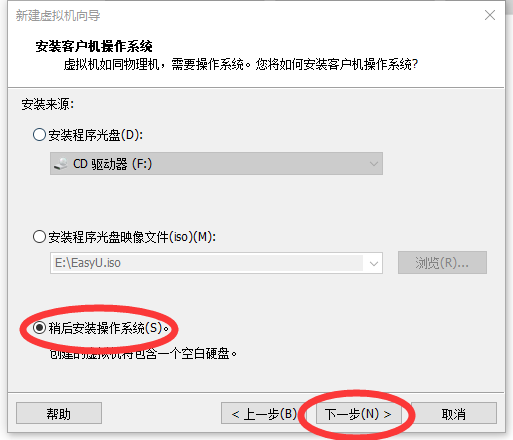 新建虚拟机向导
安装客户机操作系统
虚拟机如同物理机，需要操作系统。您将如何安装客户机操作系统?
安装来源:
安装程序光盘(D):
CD 驱动器 (F:)
安装程序光盘映像文件(iso)(M):
E:\EasyU.iso
浏览(R)...
稍后安装操作系统(S)。
创建的虚拟机将包含一个空白硬盘。
帮助
< 上一步(B)
下一步(N) >
取消